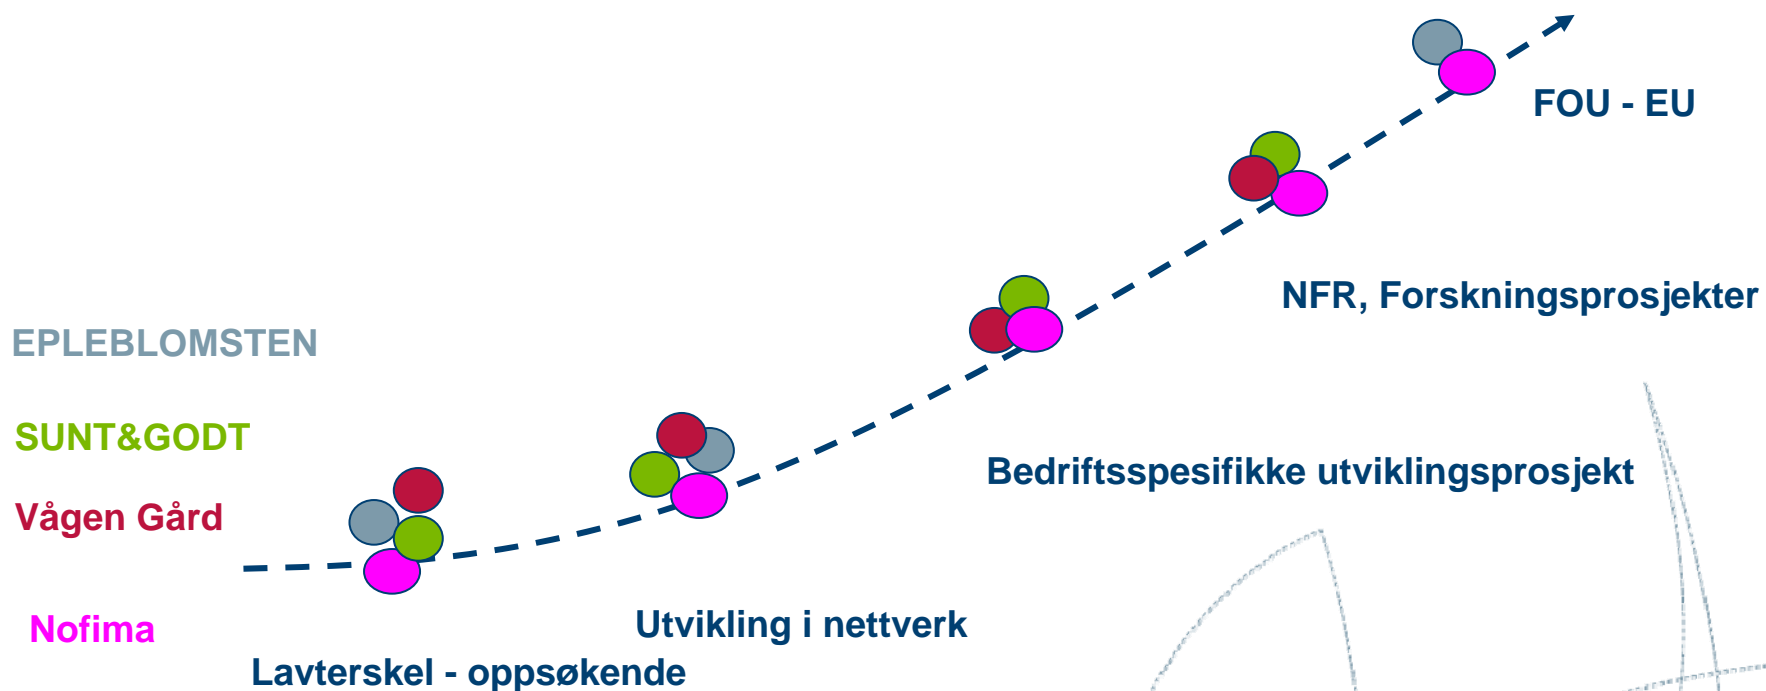 FOU - EU
NFR, Forskningsprosjekter
EPLEBLOMSTEN
SUNT&GODT
Bedriftsspesifikke utviklingsprosjekt
Vågen Gård
Nofima
Utvikling i nettverk
Lavterskel - oppsøkende